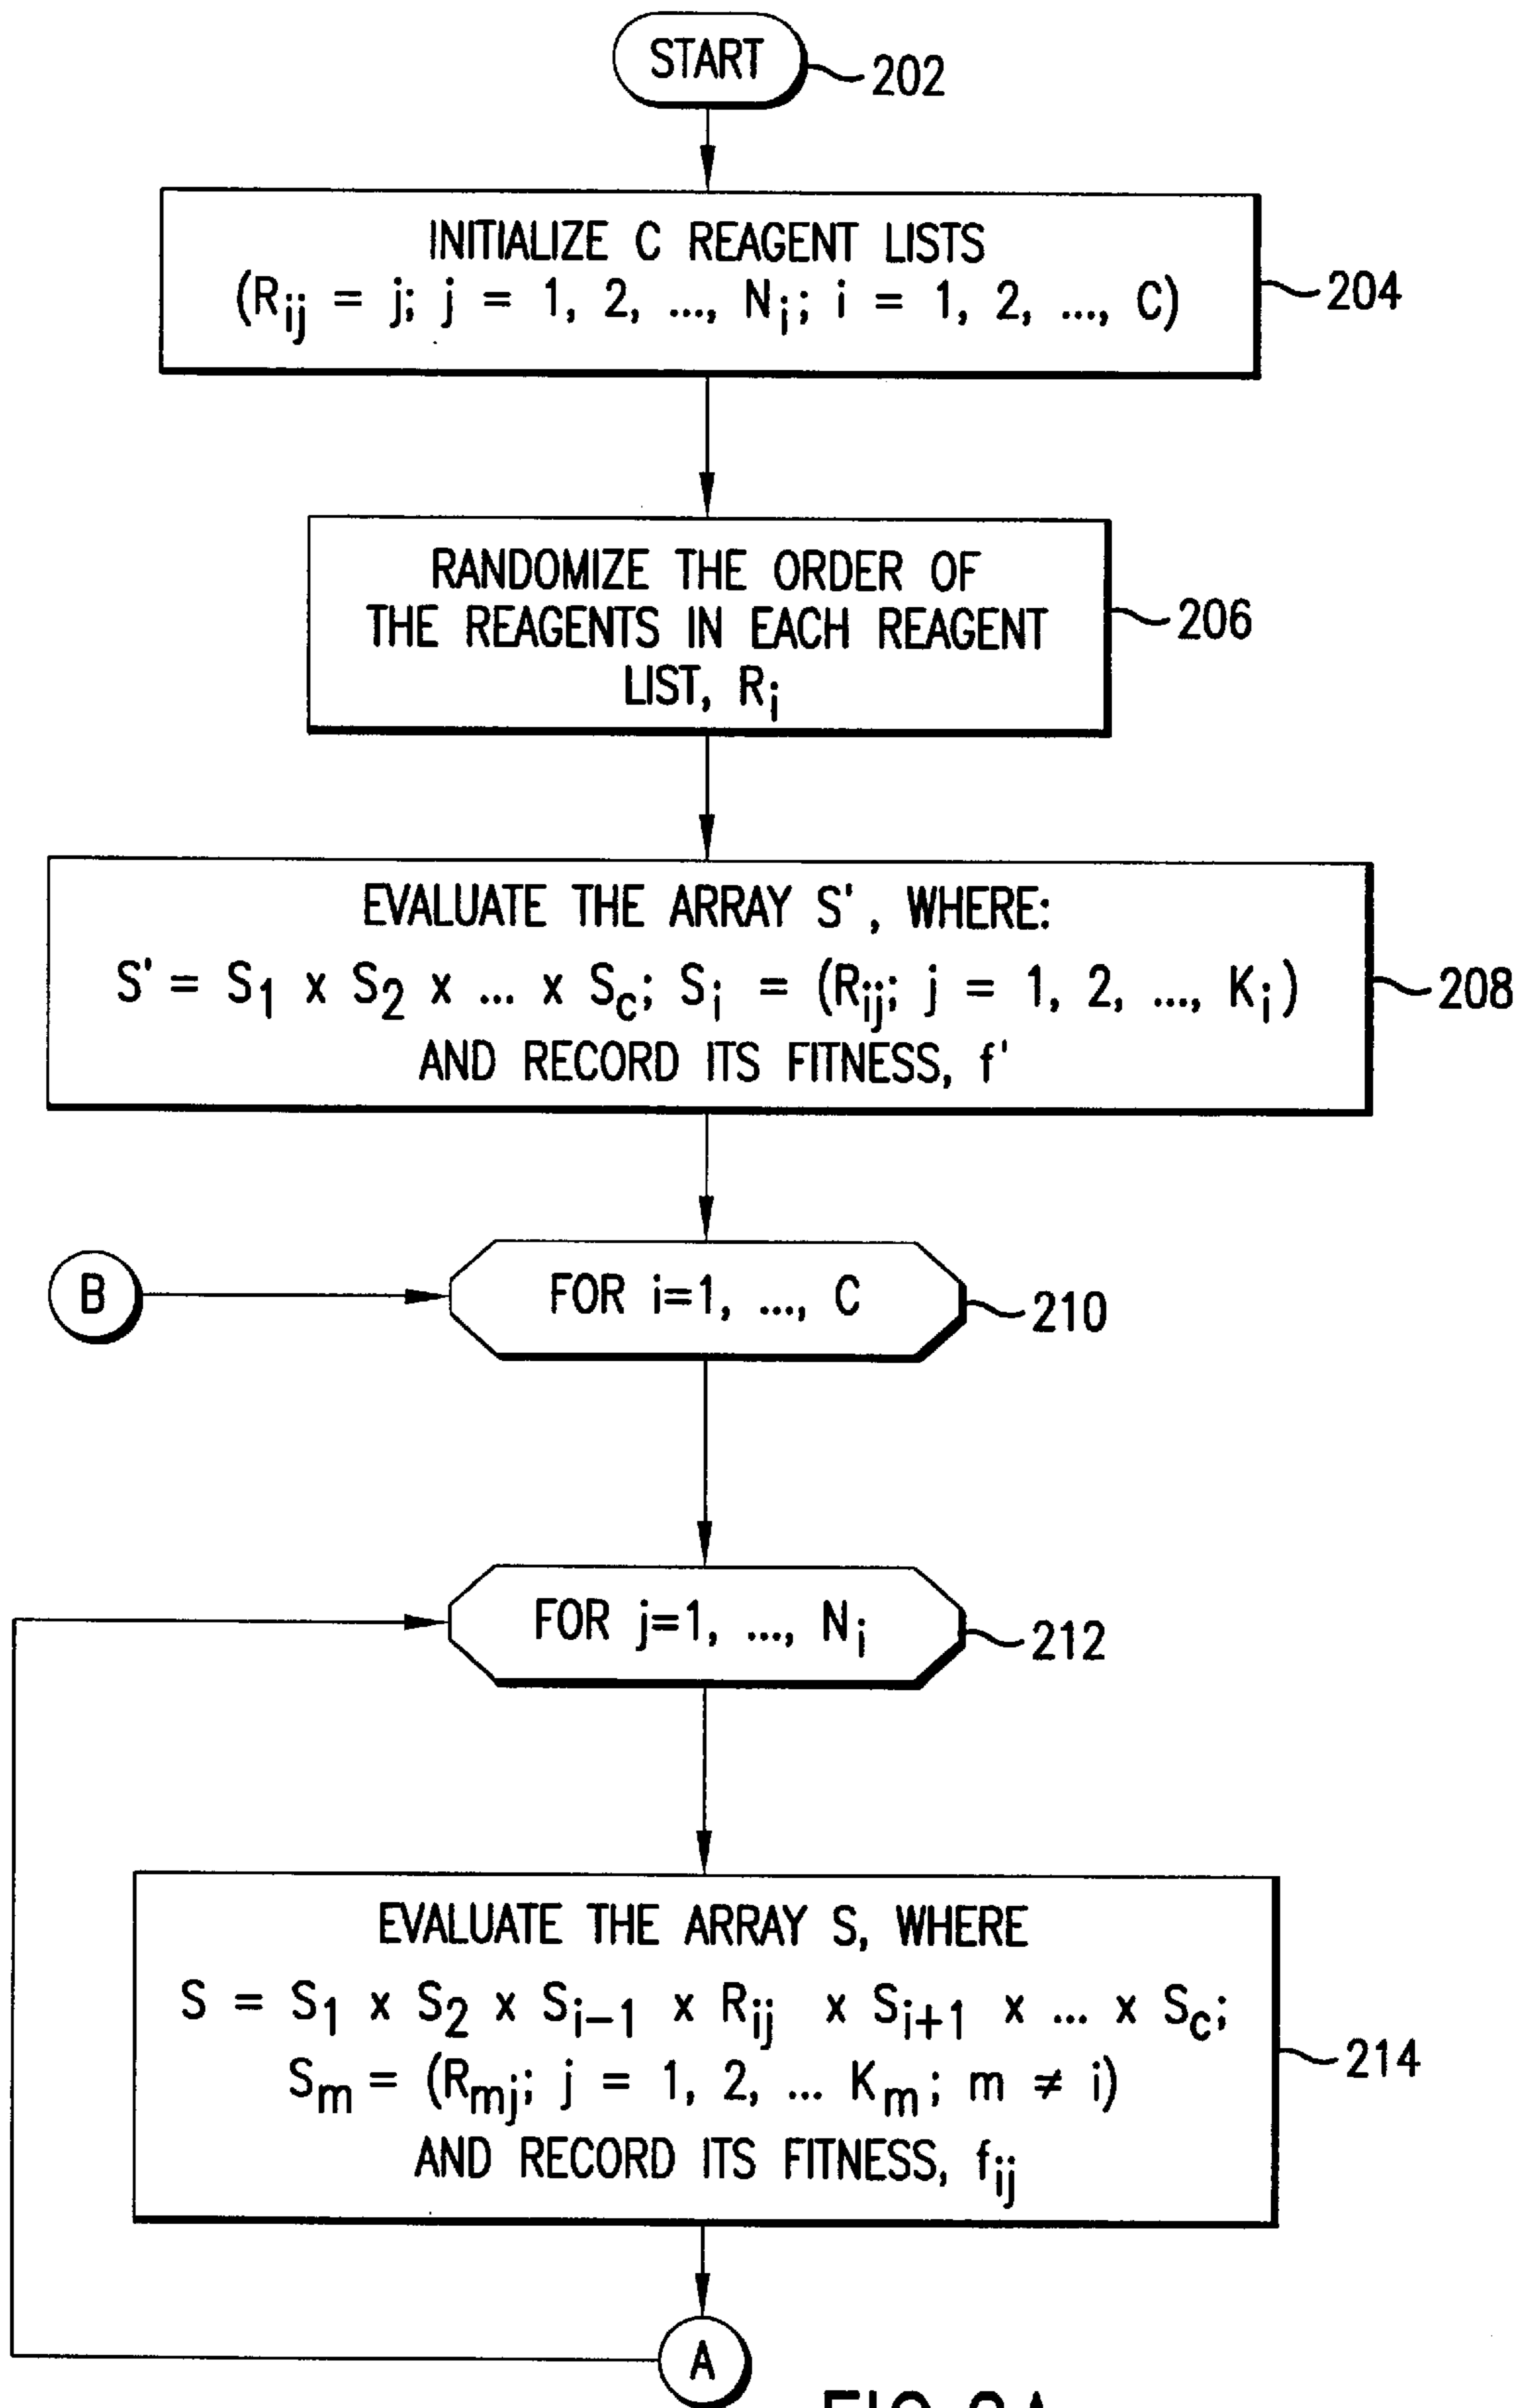 START
202
INITIALIZE C REAGENT LISTS
(Rij = j; j = 1, 2, ..., Ni; i = 1, 2, ..., C)
204
RANDOMIZE THE ORDER OF
THE REAGENTS IN EACH REAGENT
LIST, Ri
206
EVALUATE THE ARRAY S', WHERE:
S' = S1 x S2 x ... x Sc; Si = (Rij; j = 1, 2, ..., Ki)
AND RECORD ITS FITNESS, f'
208
B
FOR i=1, ..., C
210
FOR j=1, ..., Ni
212
EVALUATE THE ARRAY S, WHERE
S = S1 x S2 x Si-1 x Rij x Si+1 x ... x Sc;
Sm = (Rmj; j = 1, 2, ... Km; m ≠ i)
AND RECORD ITS FITNESS, fij
214
A